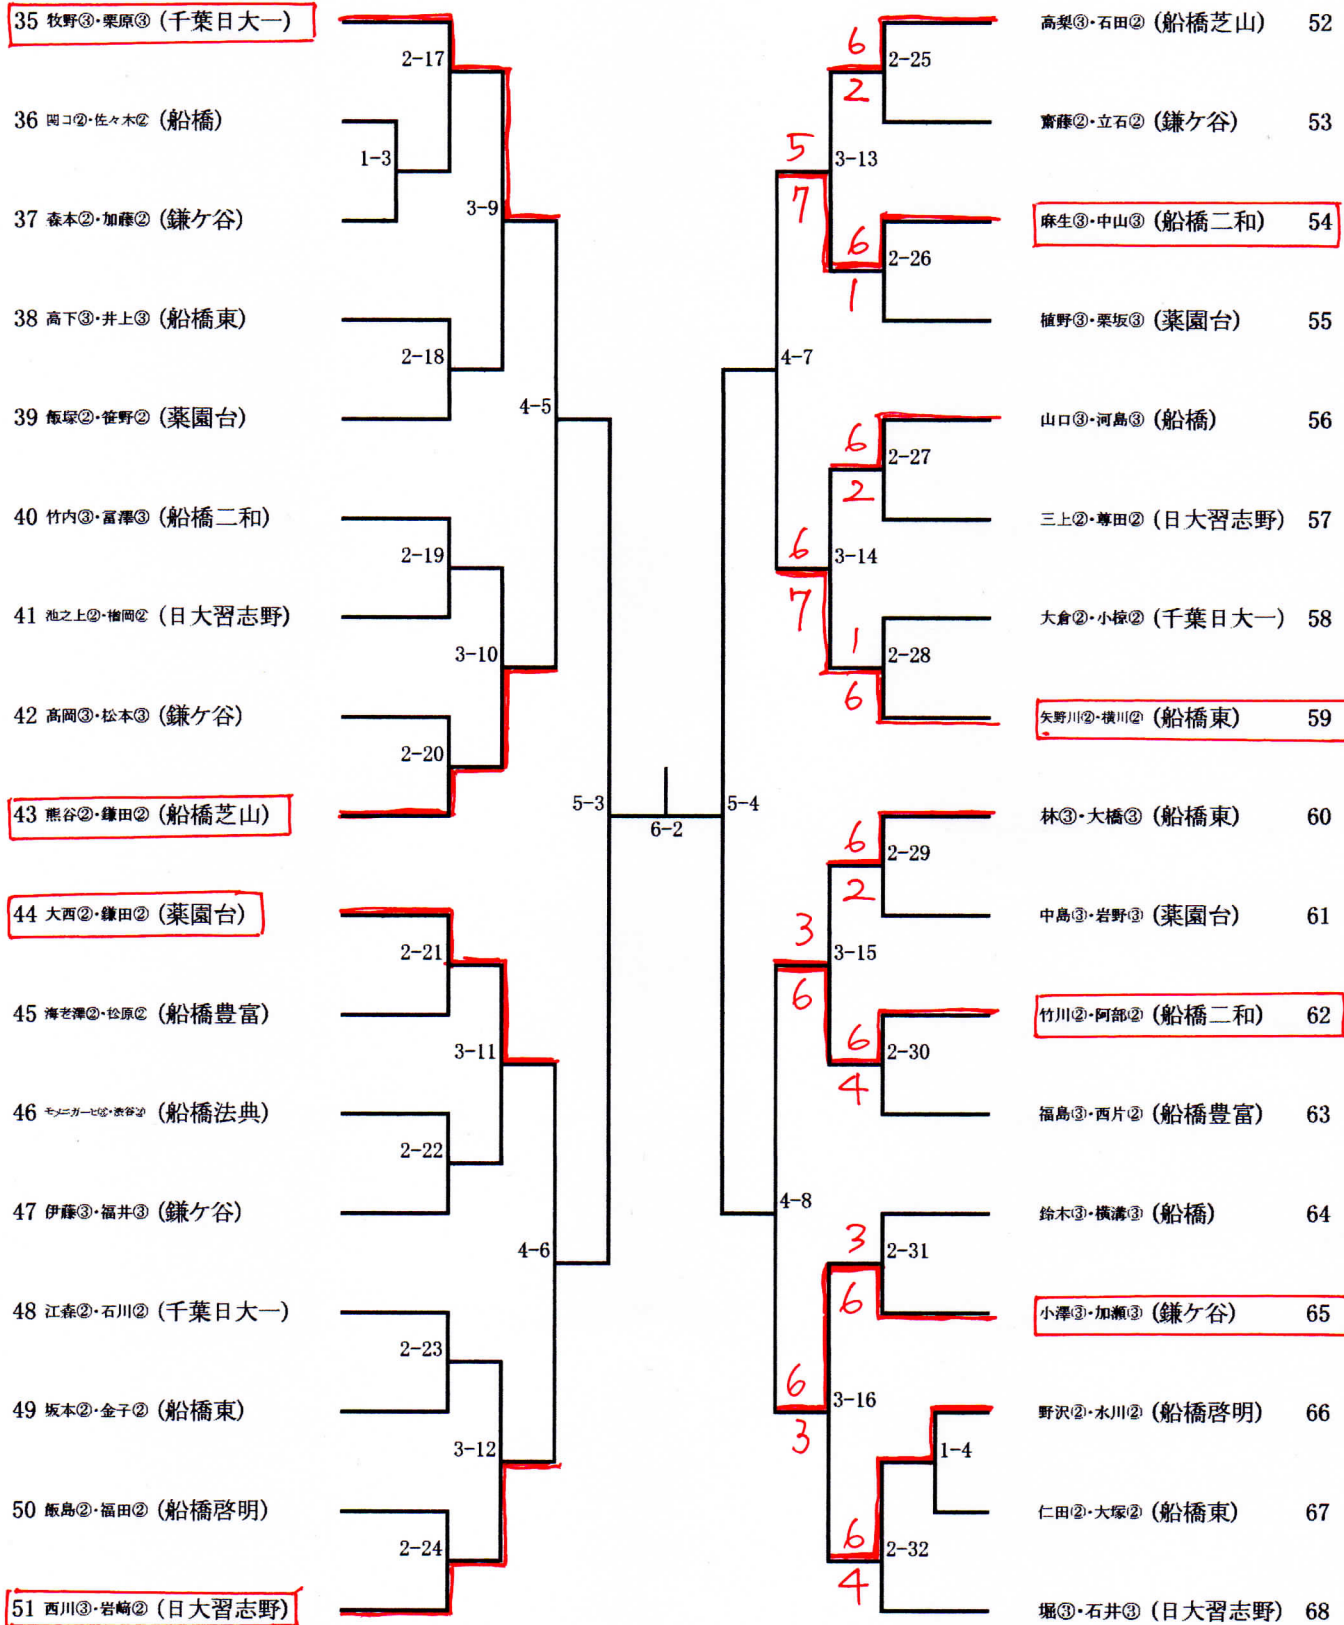 35 牧野③・栗原③ (千葉日大一)
2-17
36 関コ②・佐々木② (船橋)
1-3
37 森本②・加藤② (鎌ケ谷)
3-9
38 高下③・井上③ (船橋東)
2-18
39 飯塚②・笹野② (薬園台)
4-5
40 竹内③・冨澤③ (船橋二和)
2-19
41 池之上②・楢岡② (日大習志野)
3-10
42 高岡③・松本③ (鎌ケ谷)
2-20
43 熊谷②・鎌田② (船橋芝山)
5-3
44 大西②・鎌田② (薬園台)
2-21
45 海老澤②・松原② (船橋豊富)
3-11
46 (船橋法典)
2-22
47 伊藤③・福井③ (鎌ケ谷)
4-6
48 江森②・石川② (千葉日大一)
2-23
49 坂本②・金子② (船橋東)
3-12
50 飯島②・福田② (船橋啓明)
2-24
51 西川③・岩崎② (日大習志野)
6-2
高梨③・石田② (船橋芝山) 52
6
2-25
2
齋藤②・立石② (鎌ケ谷) 53
5
3-13
7
麻生③・中山③ (船橋二和) 54
6
2-26
1
植野③・栗坂③ (薬園台) 55
4-7
山口③・河島③ (船橋) 56
6
2-27
2
三上②・尊田② (日大習志野) 57
6
3-14
7
大倉②・小椋② (千葉日大一) 58
1
2-28
6
矢野川②・横川② (船橋東) 59
5-4
林③・大橋③ (船橋東) 60
6
2-29
2
中島③・岩野③ (薬園台) 61
3
3-15
6
竹川②・阿部② (船橋二和) 62
6
2-30
4
福島③・西片② (船橋豊富) 63
4-8
鈴木③・横溝③ (船橋) 64
3
2-31
6
小澤③・加瀬③ (鎌ケ谷) 65
6
3-16
3
野沢②・水川② (船橋啓明) 66
1-4
仁田②・大塚② (船橋東) 67
6
2-32
4
堀③・石井③ (日大習志野) 68